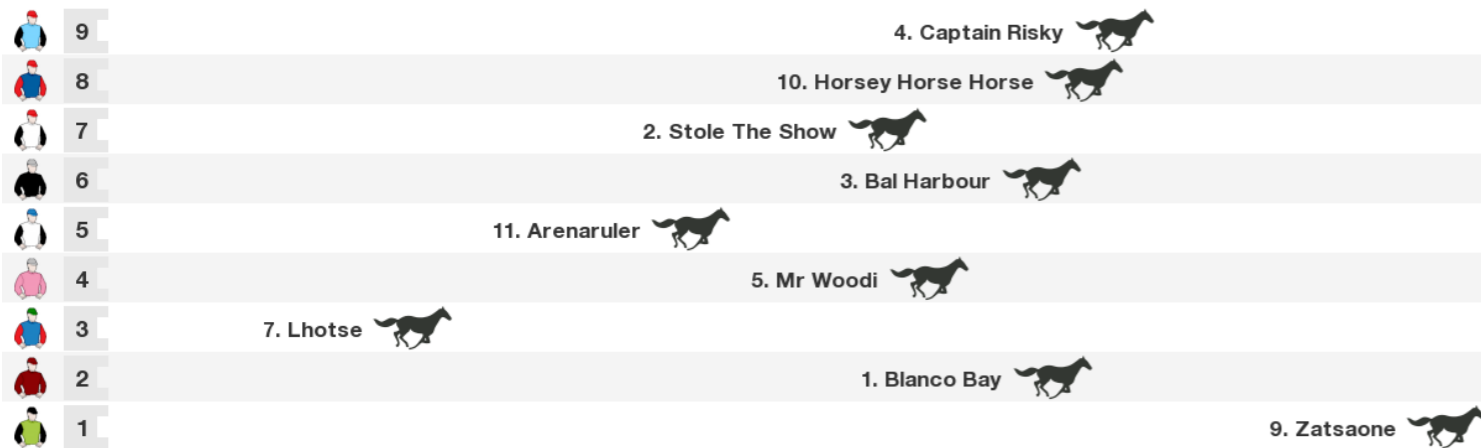 9 4. Captain Risky
8 10. Horsey Horse Horse
7 2. Stole The Show
6 3. Bal Harbour
5 11. Arenaruler
4 5. Mr Woodi
3 7. Lhotse
2 1. Blanco Bay
1 9. Zatsaone